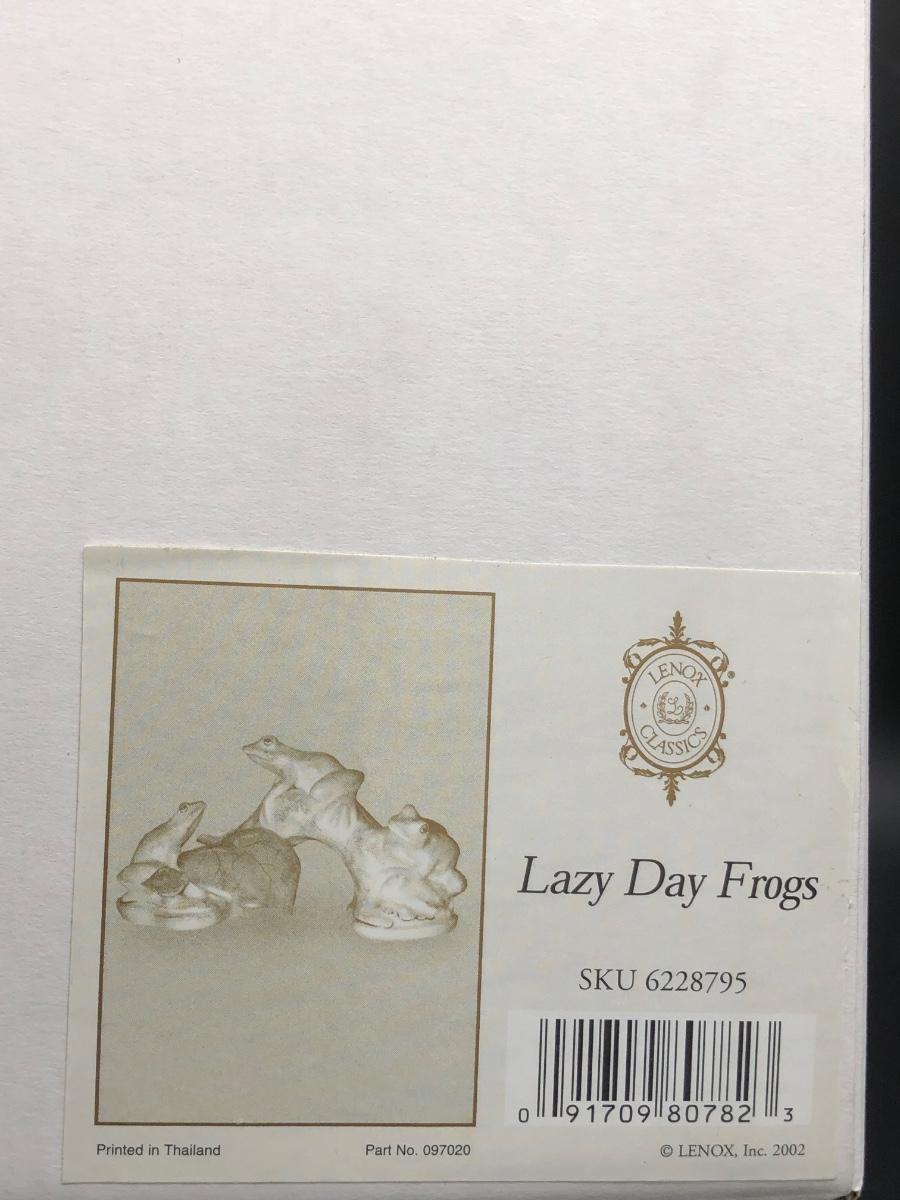 LENOX
L
CLASSICS
®
Lazy Day Frogs
SKU 6228795
0 91709 80782 3
Printed in Thailand
Part No. 097020
© LENOX, Inc. 2002